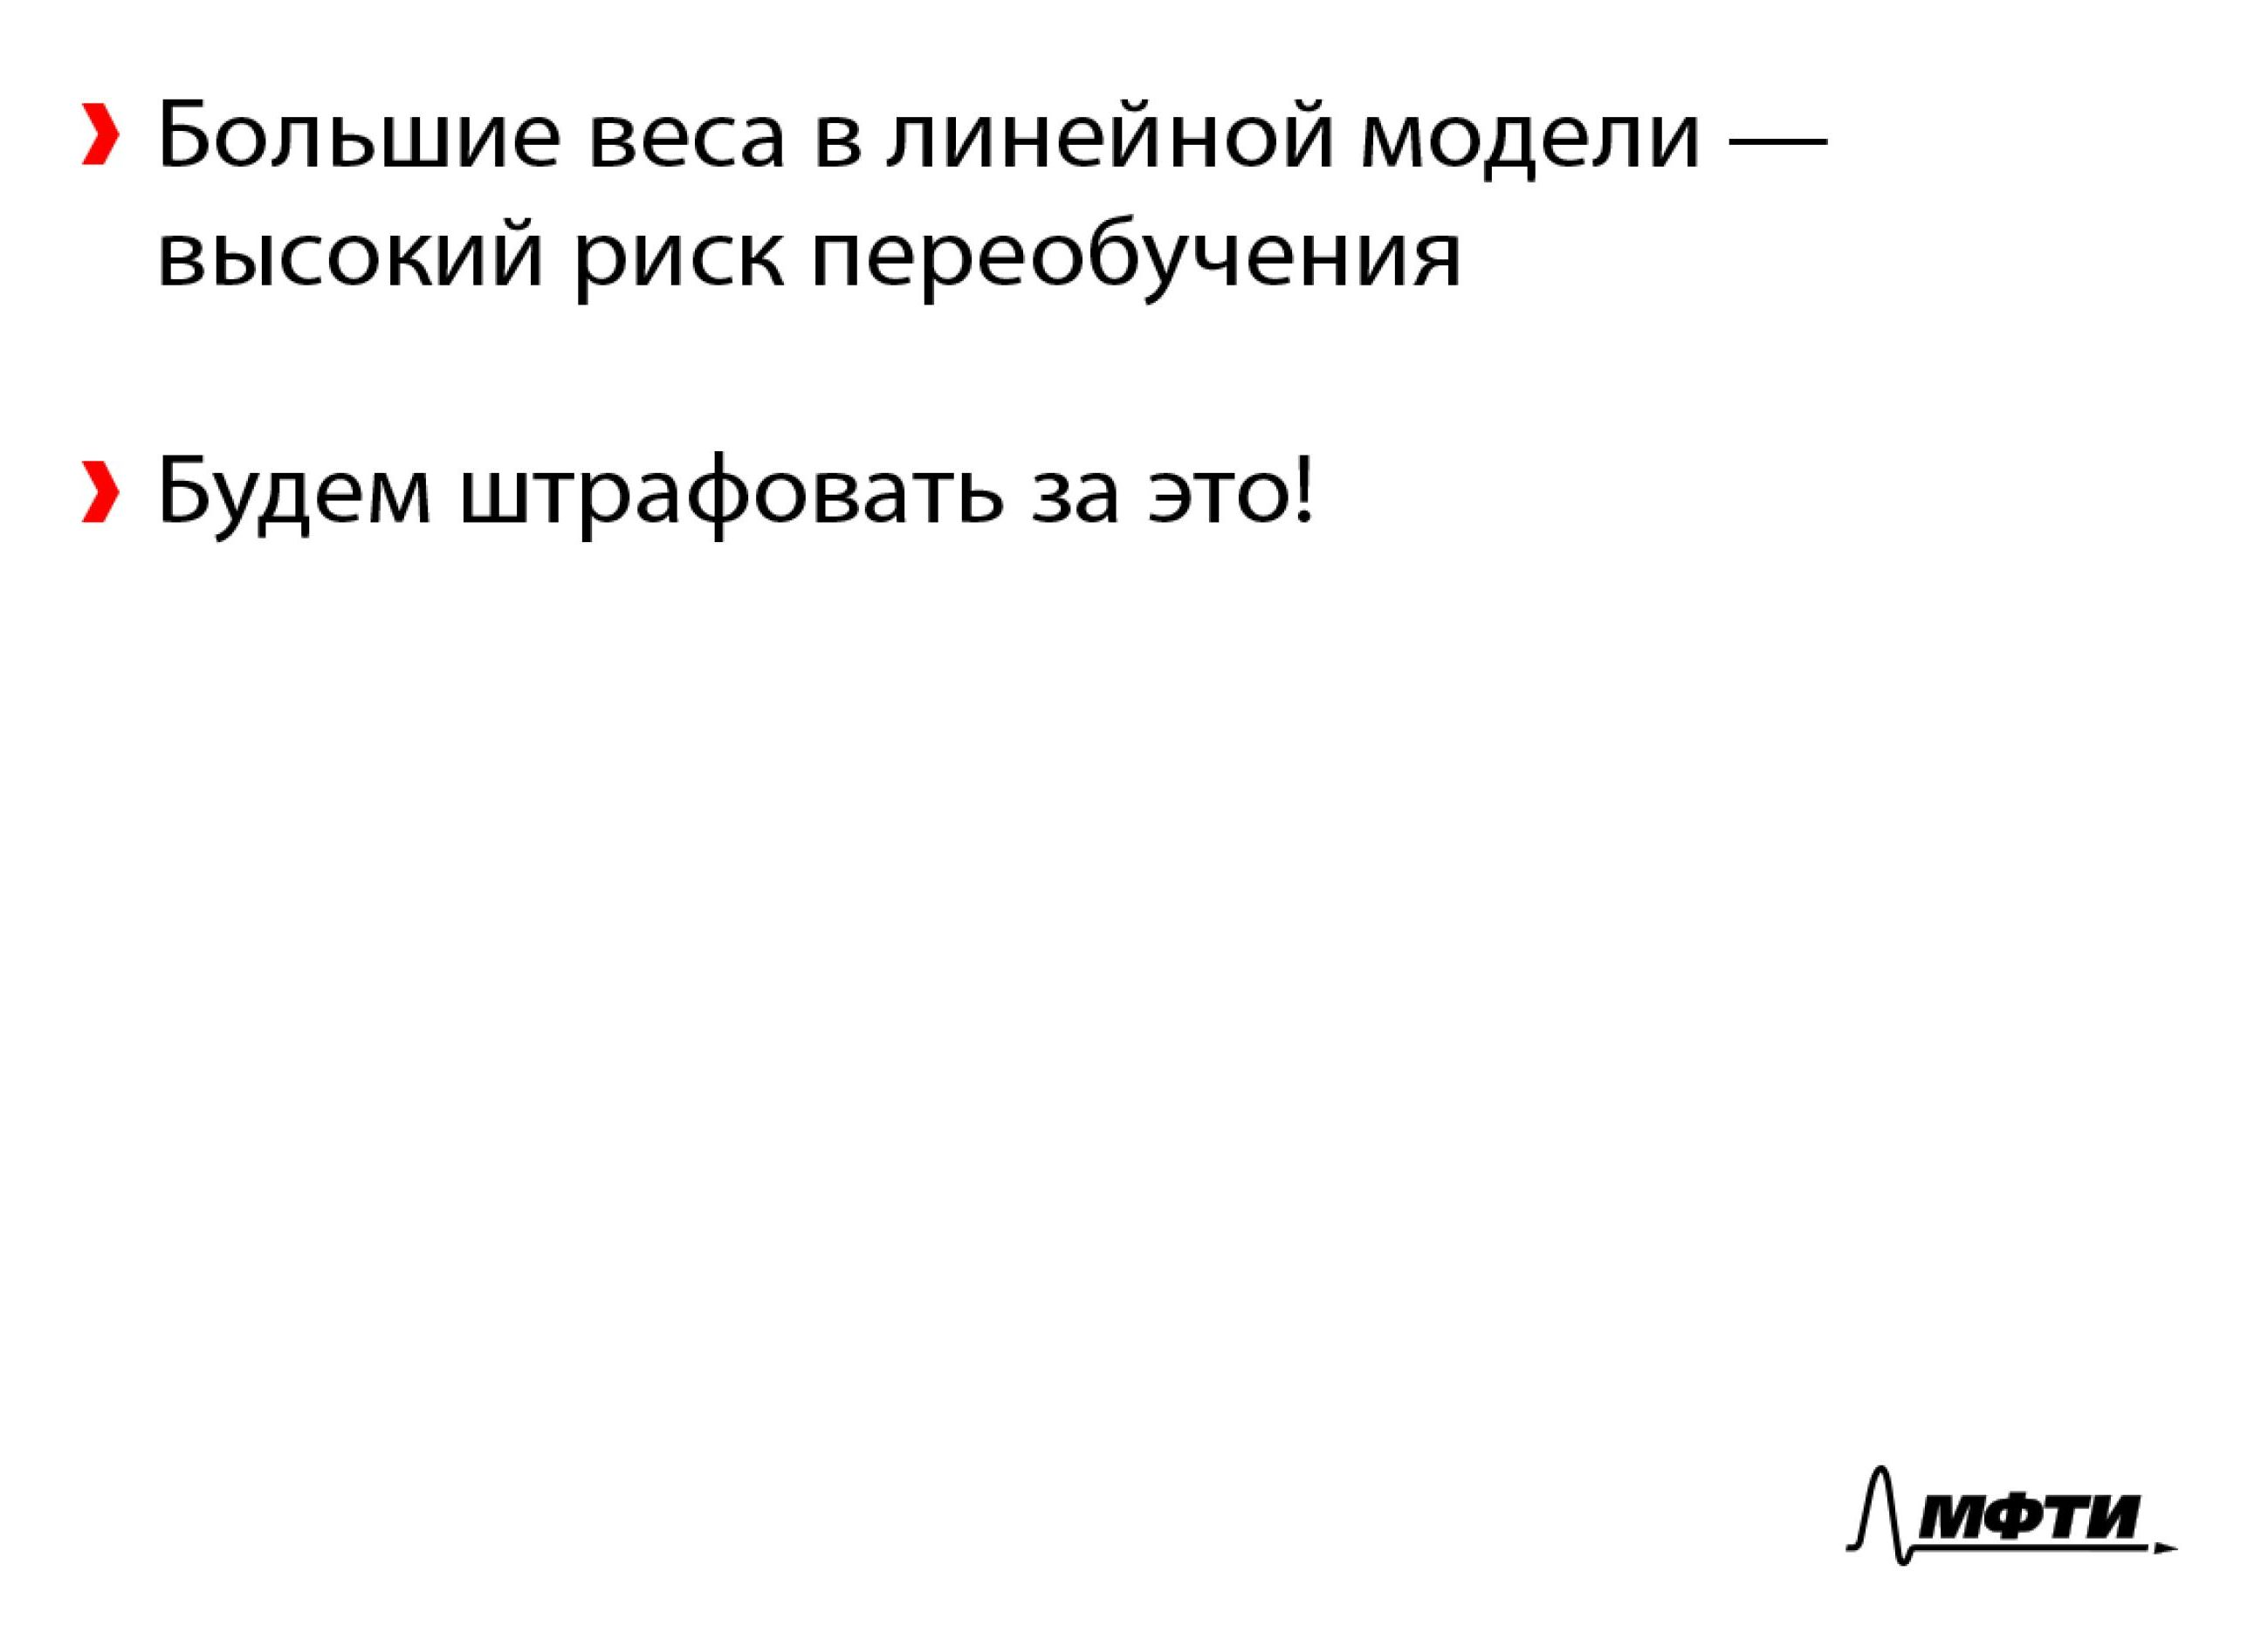 Большие веса в линейной модели —
высокий риск переобучения
Будем штрафовать за это!
МФТИ